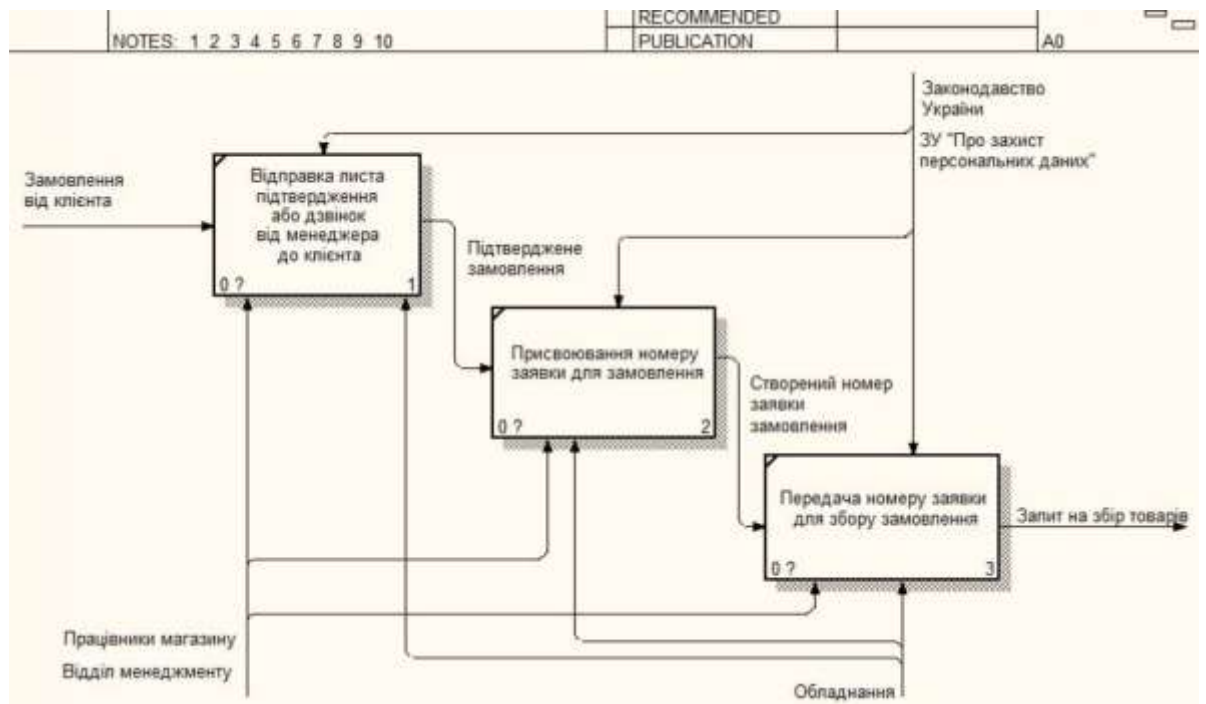 RECOMMENDED
NOTES: 1 2 3 4 5 6 7 8 9 10
PUBLICATION
A0
Законодавство
України
ЗУ "Про захист
персональних даних"
Замовлення
від клієнта
Відправка листа
підтвердження
або дзвінок
від менеджера
до клієнта
0 ?
1
Підтверджене
замовлення
Присвоювання номеру
заявки для замовлення
0 ?
2
Створений номер
заявки
замовлення
Передача номеру заявки
для збору замовлення
0 ?
3
Запит на збір товарів
Працівники магазину
Відділ менеджменту
Обладнання